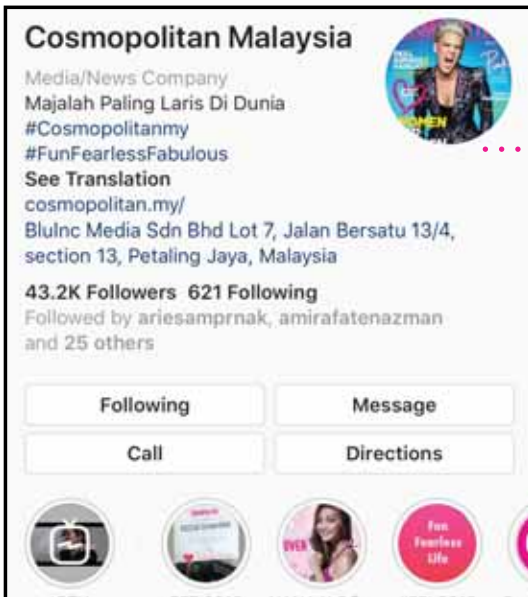 Cosmopolitan Malaysia
Media/News Company
Majalah Paling Laris Di Dunia
#Cosmopolitanmy
#FunFearlessFabulous
See Translation
cosmopolitan.my/
BluInc Media Sdn Bhd Lot 7, Jalan Bersatu 13/4,
section 13, Petaling Jaya, Malaysia
43.2K Followers 621 Following
Followed by ariesamprnak, amirafatenazman
and 25 others
Following Message
Call Directions
Fun
Fearless
Life